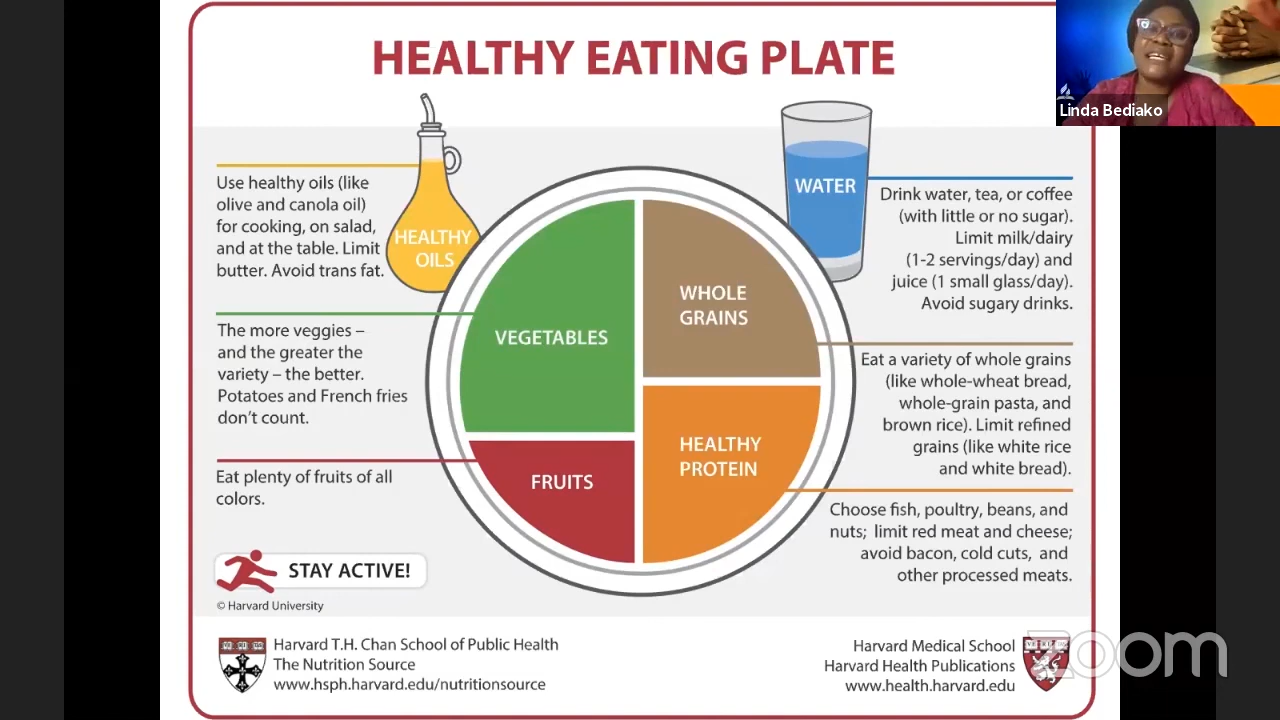 HEALTHY EATING PLATE
Linda Bediako
Use healthy oils (like
olive and canola oil)
for cooking, on salad,
and at the table. Limit
butter. Avoid trans fat.
HEALTHY
OILS
WATER
Drink water, tea, or coffee
(with little or no sugar).
Limit milk/dairy
(1-2 servings/day) and
juice (1 small glass/day).
Avoid sugary drinks.
The more veggies –
and the greater the
variety – the better.
Potatoes and French fries
don't count.
VEGETABLES
WHOLE
GRAINS
Eat a variety of whole grains
(like whole-wheat bread,
whole-grain pasta, and
brown rice). Limit refined
grains (like white rice
and white bread).
Eat plenty of fruits of all
colors.
FRUITS
HEALTHY
PROTEIN
Choose fish, poultry, beans, and
nuts; limit red meat and cheese;
avoid bacon, cold cuts, and
other processed meats.
STAY ACTIVE!
© Harvard University
Harvard T.H. Chan School of Public Health
The Nutrition Source
www.hsph.harvard.edu/nutritionsource
Harvard Medical School
Harvard Health Publications
www.health.harvard.edu
zoom